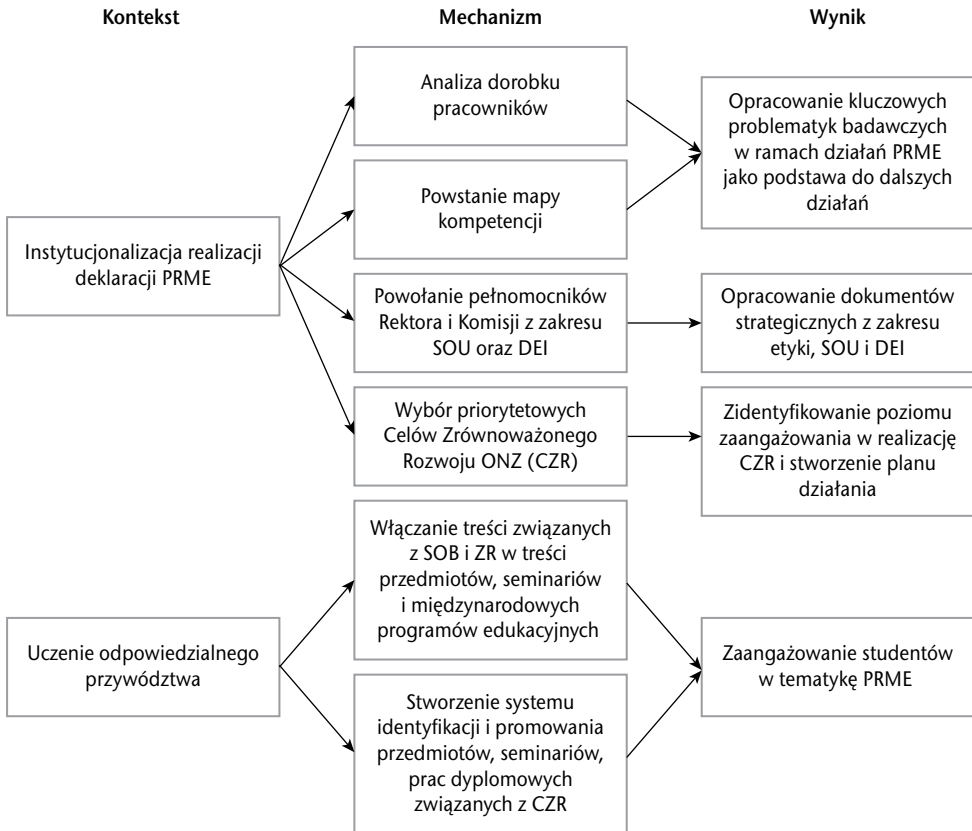 Kontekst
Mechanizm
Wynik
Instytucjonalizacja realizacji
deklaracji PRME
Analiza dorobku
pracowników
Powstanie mapy
kompetencji
Opracowanie kluczowych
problematyk badawczych
w ramach działań PRME
jako podstawa do dalszych
działań
Powołanie pełnomocników
Rektora i Komisji z zakresu
SOU oraz DEI
Opracowanie dokumentów
strategicznych z zakresu
etyki, SOU i DEI
Wybór priorytetowych
Celów Zrównoważonego
Rozwoju ONZ (CZR)
Zidentyfikowanie poziomu
zaangażowania w realizację
CZR i stworzenie planu
działania
Uczenie odpowiedzialnego
przywództwa
Włączanie treści związanych
z SOB i ZR w treści
przedmiotów, seminariów
i międzynarodowych
programów edukacyjnych
Stworzenie systemu
identyfikacji i promowania
przedmiotów, seminariów,
prac dyplomowych
związanych z CZR
Zaangażowanie studentów
w tematykę PRME